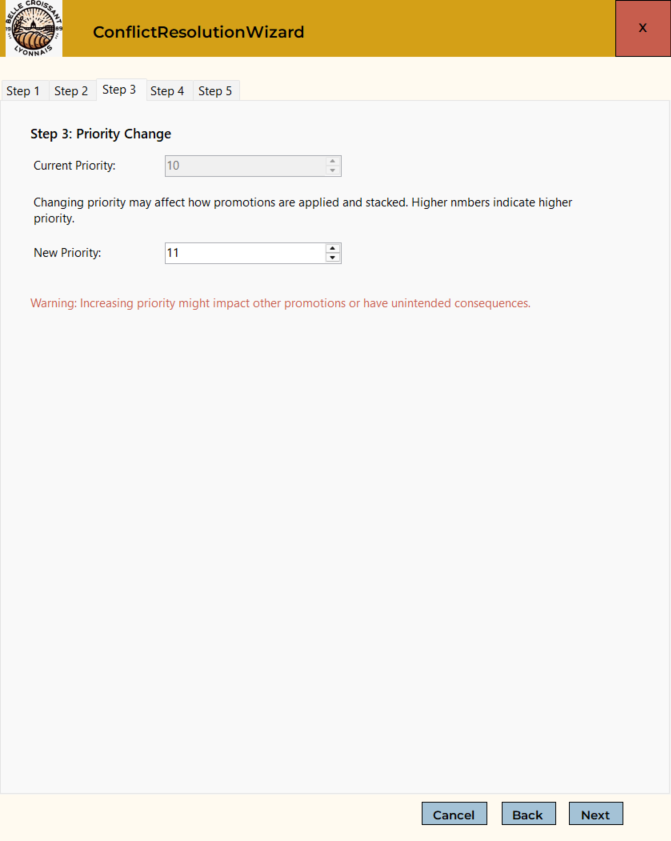 BELLE CROISSANT
LYONNAIS
ConflictResolutionWizard
X
Step 1 Step 2 Step 3 Step 4 Step 5
Step 3: Priority Change
Current Priority: 10
Changing priority may affect how promotions are applied and stacked. Higher nmbers indicate higher
priority.
New Priority: 11
Warning: Increasing priority might impact other promotions or have unintended consequences.
Cancel Back Next